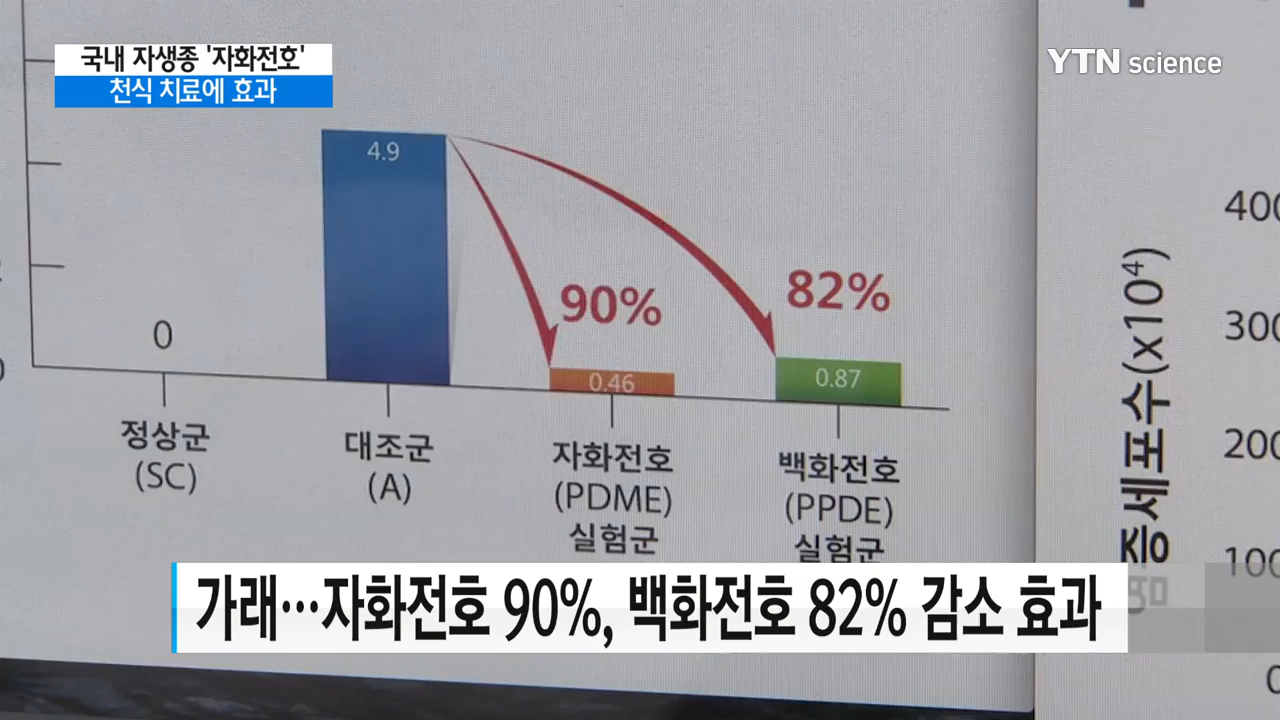 국내 자생종 '자화전호'
천식 치료에 효과
YTN science
4.9
90%
82%
0
0.46
0.87
정상군
(SC)
대조군
(A)
자화전호
(PDME)
실험군
백화전호
(PPDE)
실험군
세포수(x10⁴)
400
300
200
100
0
가래…자화전호 90%, 백화전호 82% 감소 효과